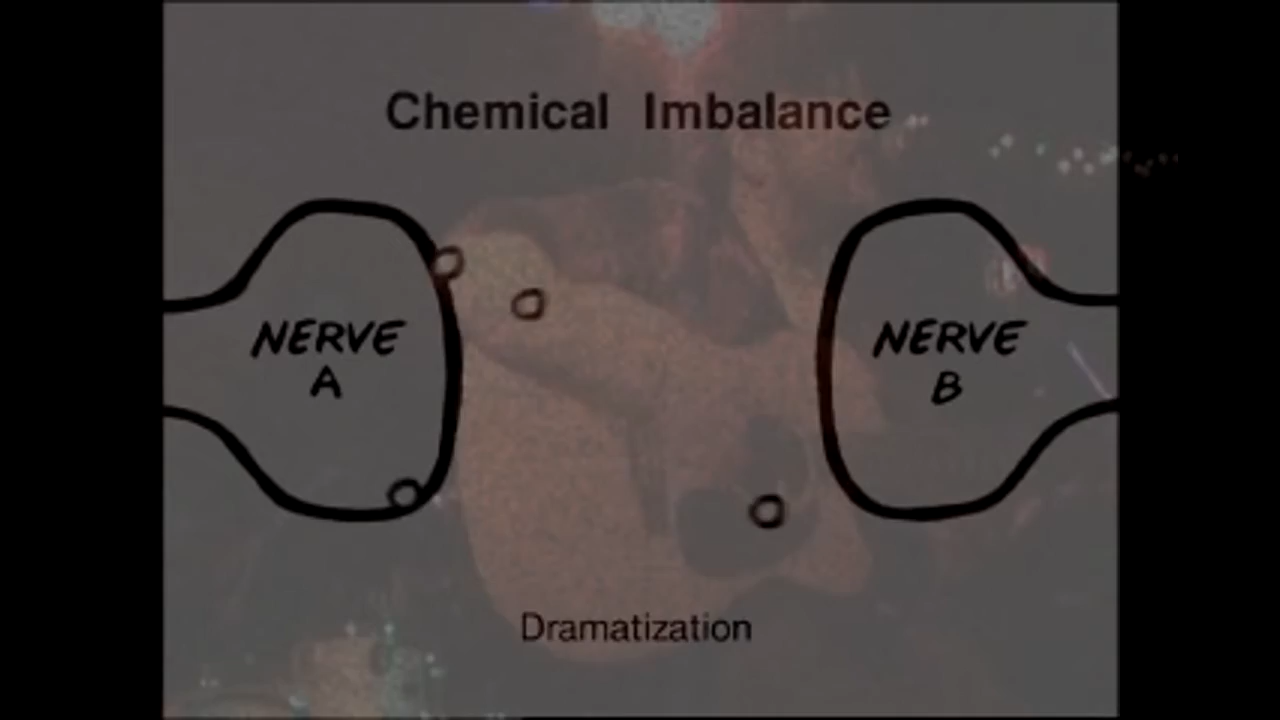 Chemical Imbalance
NERVE
A
NERVE
B
Dramatization